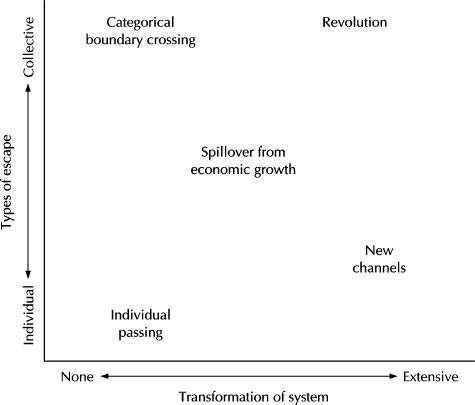 Categorical
boundary crossing
Revolution
Spillover from
economic growth
New
channels
Individual
passing
Collective
Types of escape
Individual
None
Extensive
Transformation of system